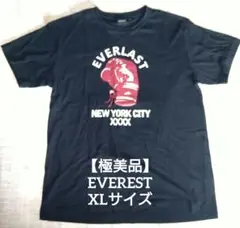 EVERLAST
NEW YORK CITY
XXXX
【極美品】
EVEREST
XLサイズ